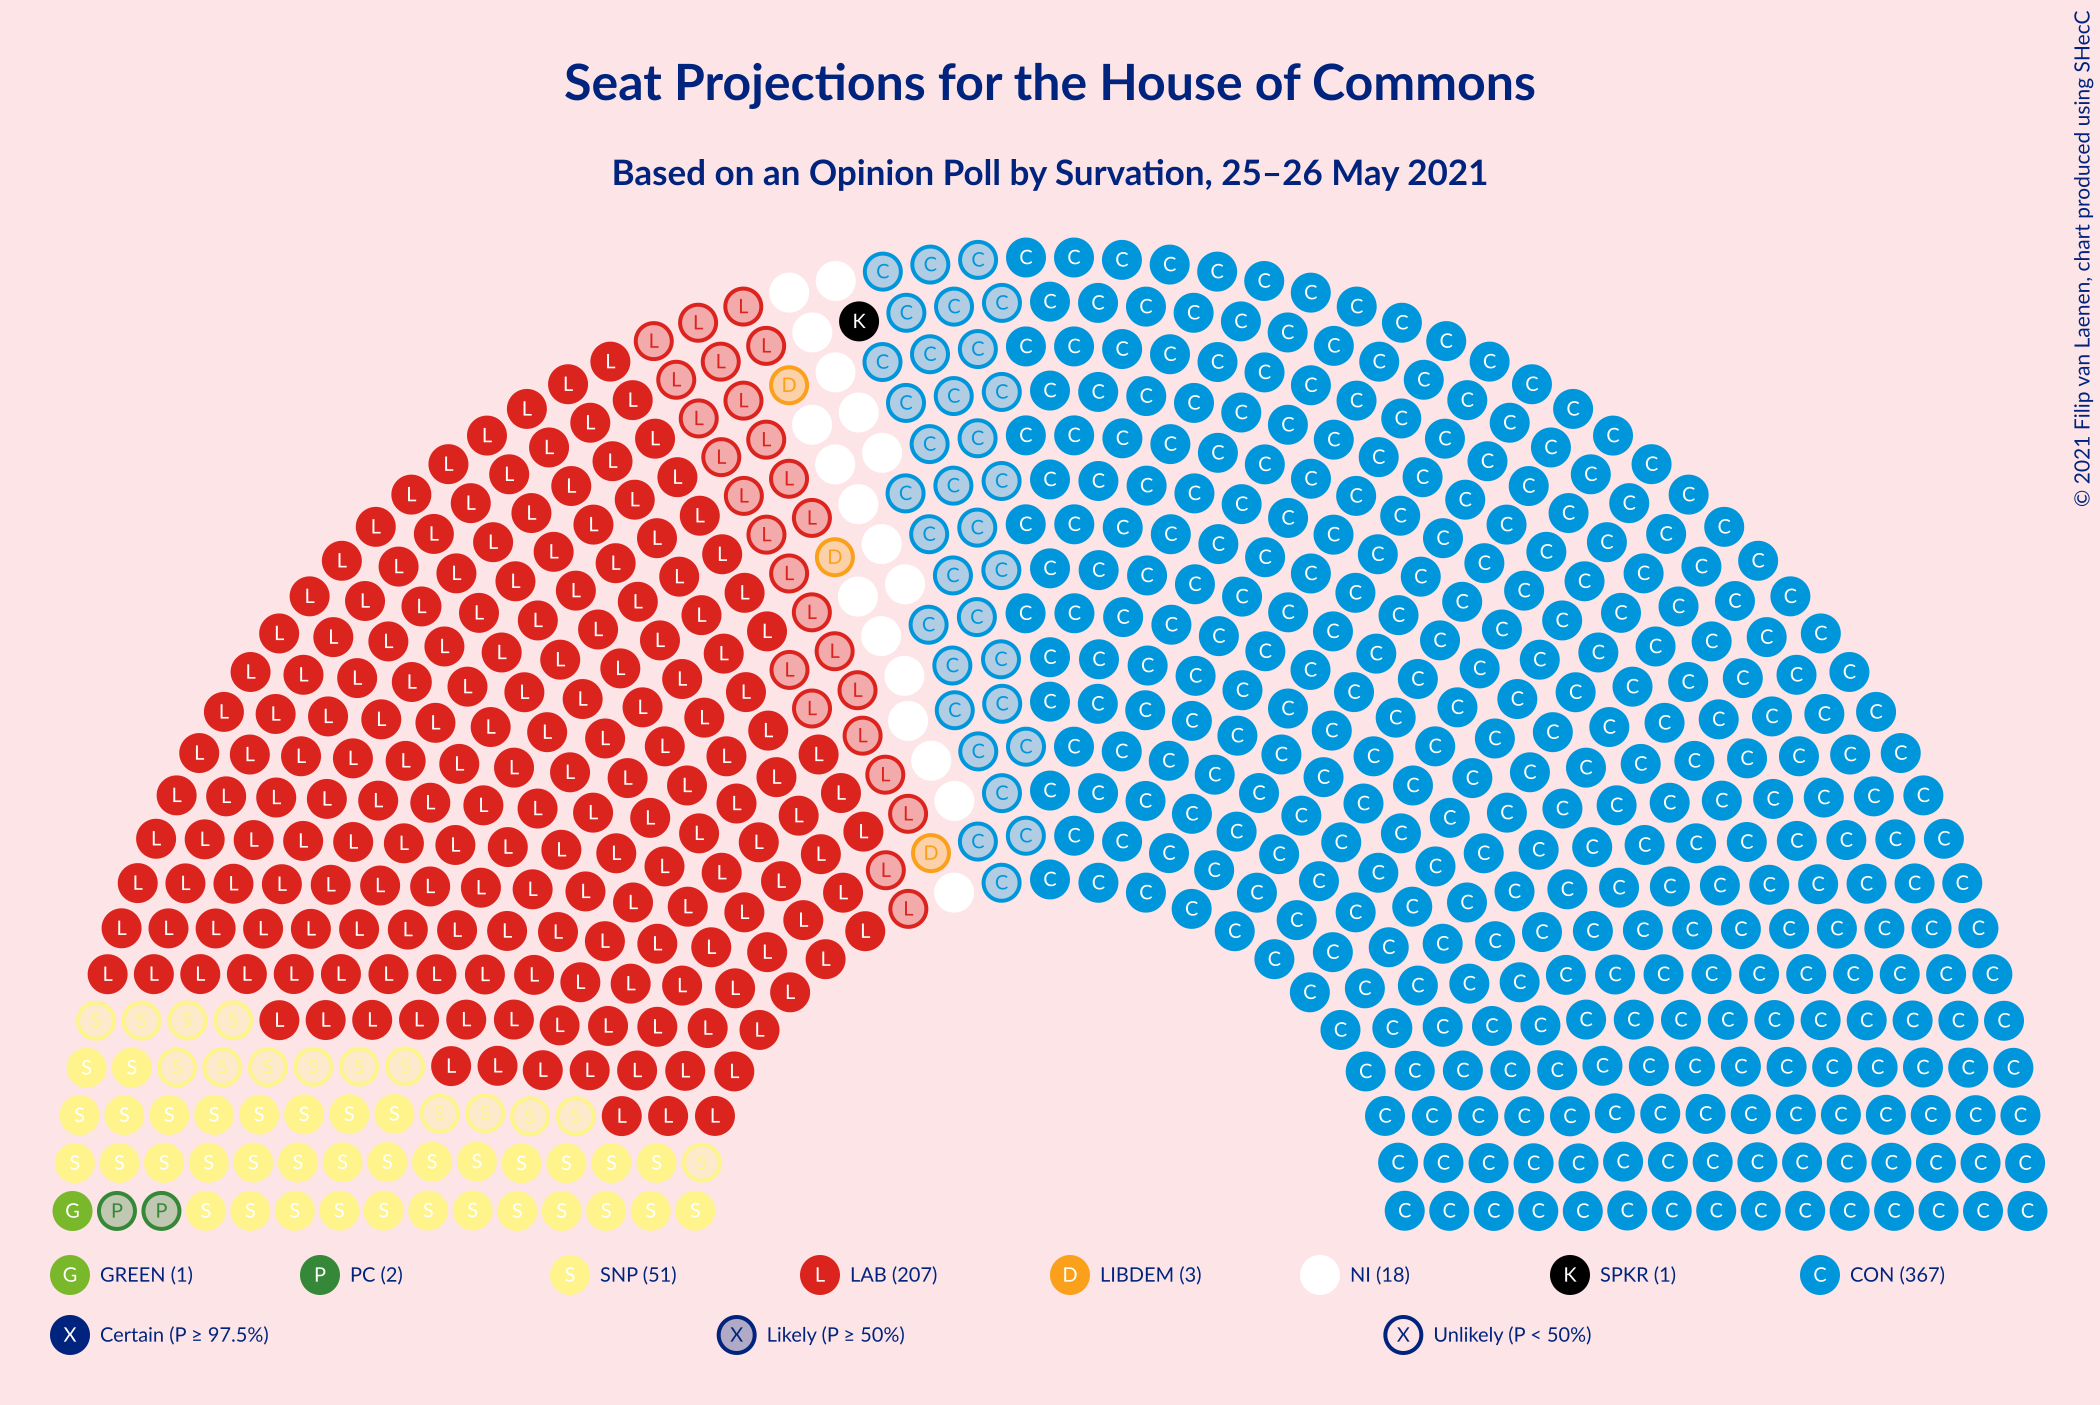 Seat Projections for the House of Commons
Based on an Opinion Poll by Survation, 25–26 May 2021
© 2021 Filip van Laenen, chart produced using SHecC
G GREEN (1)
P PC (2)
S SNP (51)
L LAB (207)
D LIBDEM (3)
NI (18)
K SPKR (1)
C CON (367)
X Certain (P ≥ 97.5%)
X Likely (P ≥ 50%)
X Unlikely (P < 50%)